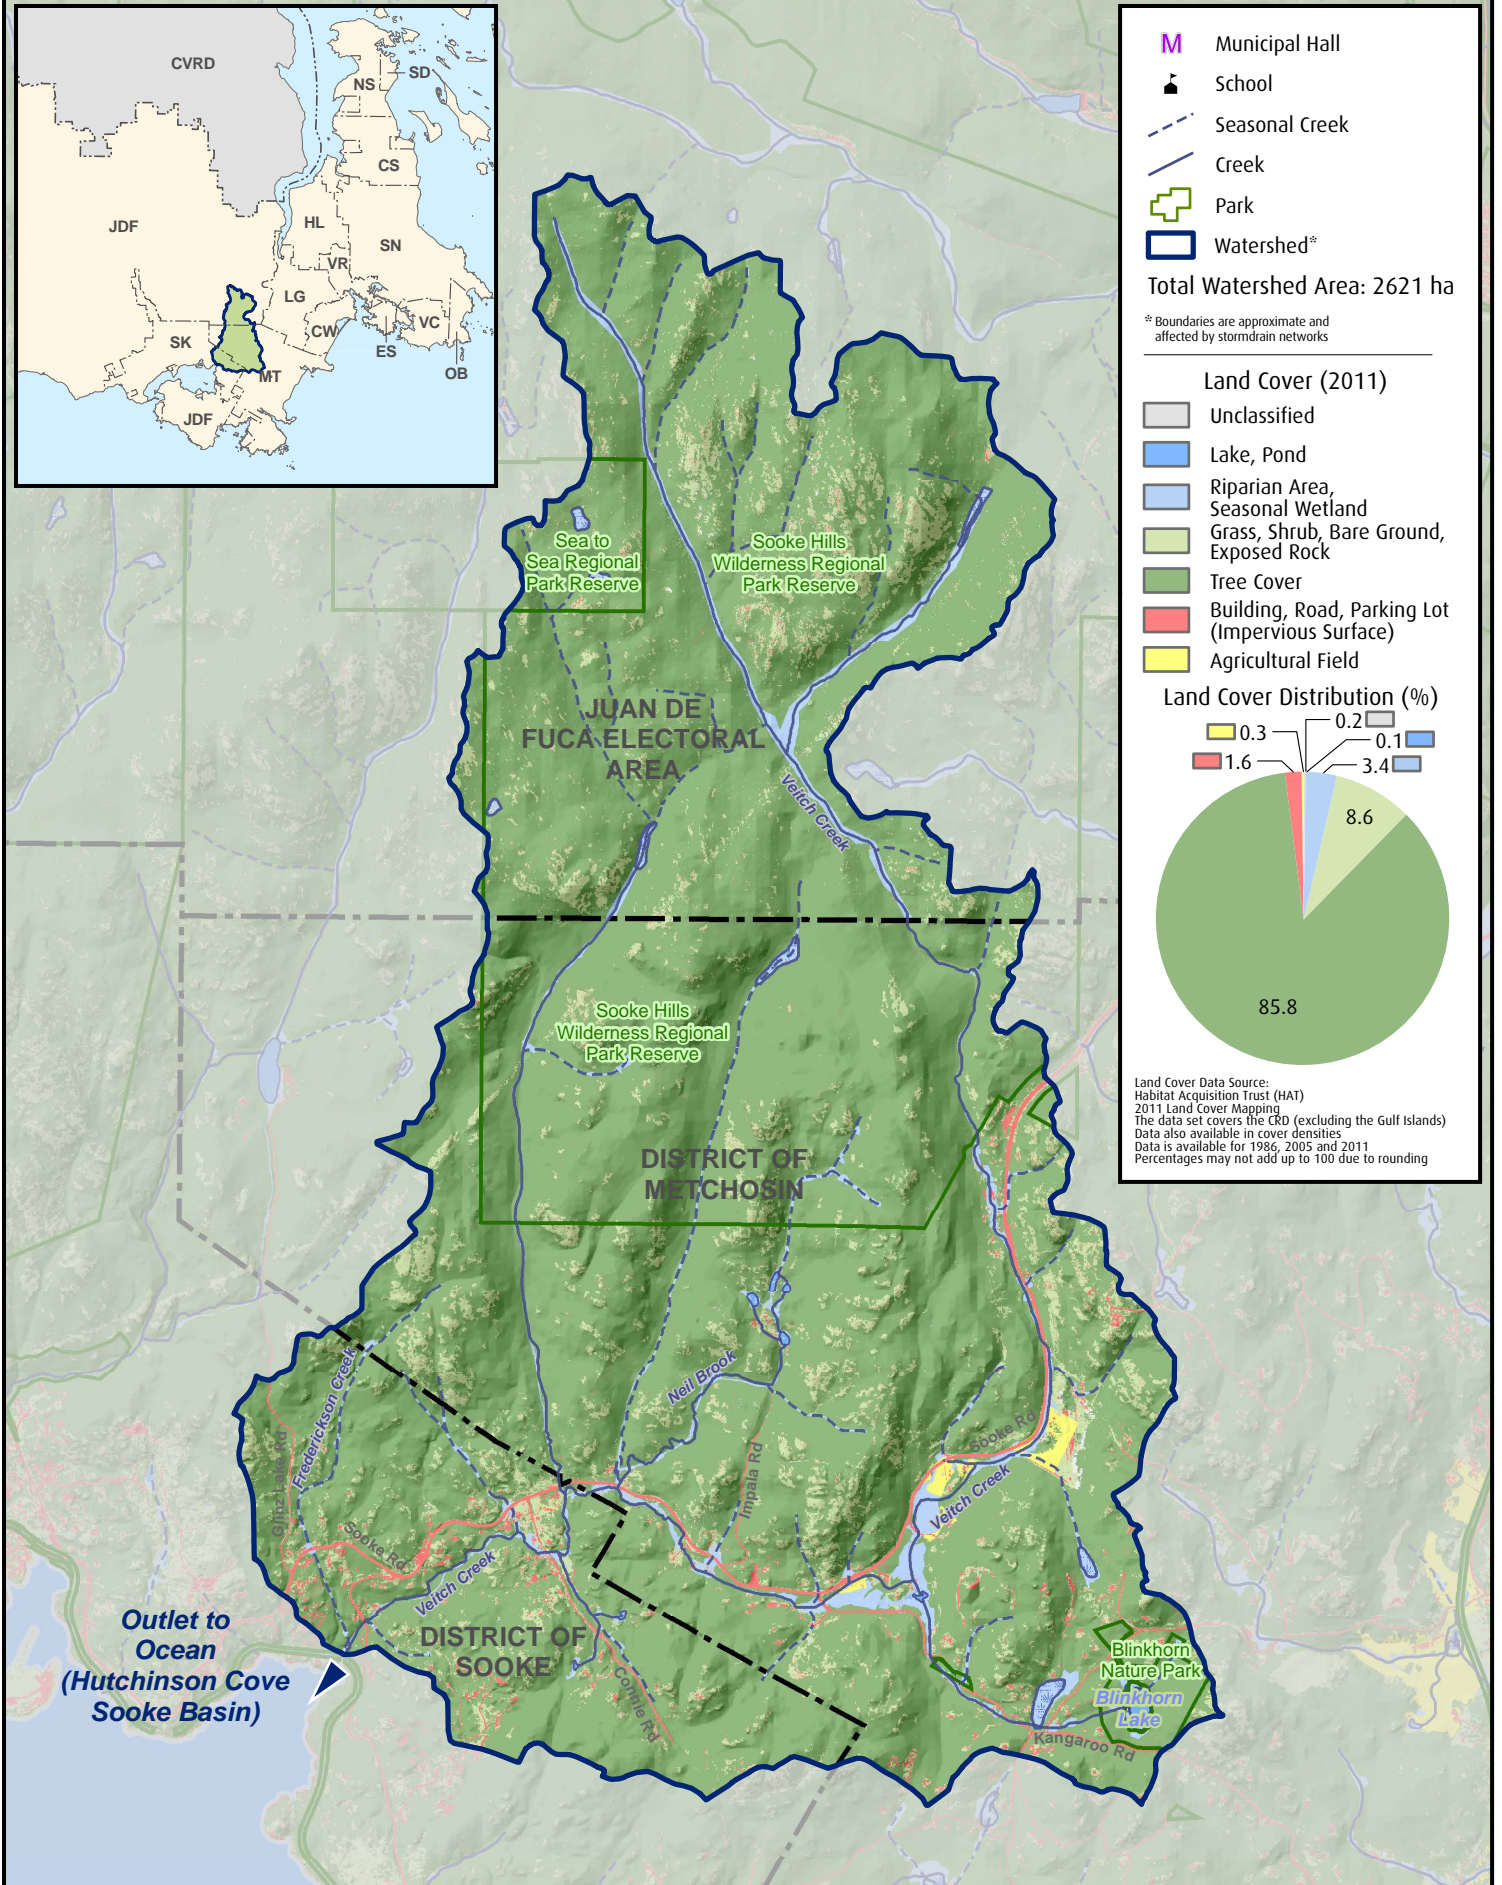 CVRD
SD
NS
CS
JDF
HL
SN
VR
LG
CW
VC
SK
ES
OB
MT
JDF
M Municipal Hall
School
Seasonal Creek
Creek
Park
Watershed*
Total Watershed Area: 2621 ha
* Boundaries are approximate and
affected by stormdrain networks
Land Cover (2011)
Unclassified
Lake, Pond
Riparian Area,
Seasonal Wetland
Grass, Shrub, Bare Ground,
Exposed Rock
Tree Cover
Building, Road, Parking Lot
(Impervious Surface)
Agricultural Field
Land Cover Distribution (%)
0.2
0.3
0.1
1.6
3.4
8.6
85.8
Land Cover Data Source:
Habitat Acquisition Trust (HAT)
2011 Land Cover Mapping
The data set covers the CRD (excluding the Gulf Islands)
Data also available in cover densities
Data is available for 1986, 2005 and 2011
Percentages may not add up to 100 due to rounding
Sea to
Sea Regional
Park Reserve
Sooke Hills
Wilderness Regional
Park Reserve
JUAN DE
FUCA ELECTORAL
AREA
Veitch Creek
Sooke Hills
Wilderness Regional
Park Reserve
DISTRICT OF
METCHOSIN
Neil Brook
Frederickson Creek
Glinz Lake Rd
Sooke Rd
Impala Rd
Veitch Creek
Sooke Rd
Veitch Creek
DISTRICT OF
SOOKE
Connie Rd
Blinkhorn
Nature Park
Blinkhorn
Lake
Kangaroo Rd
Outlet to
Ocean
(Hutchinson Cove
Sooke Basin)